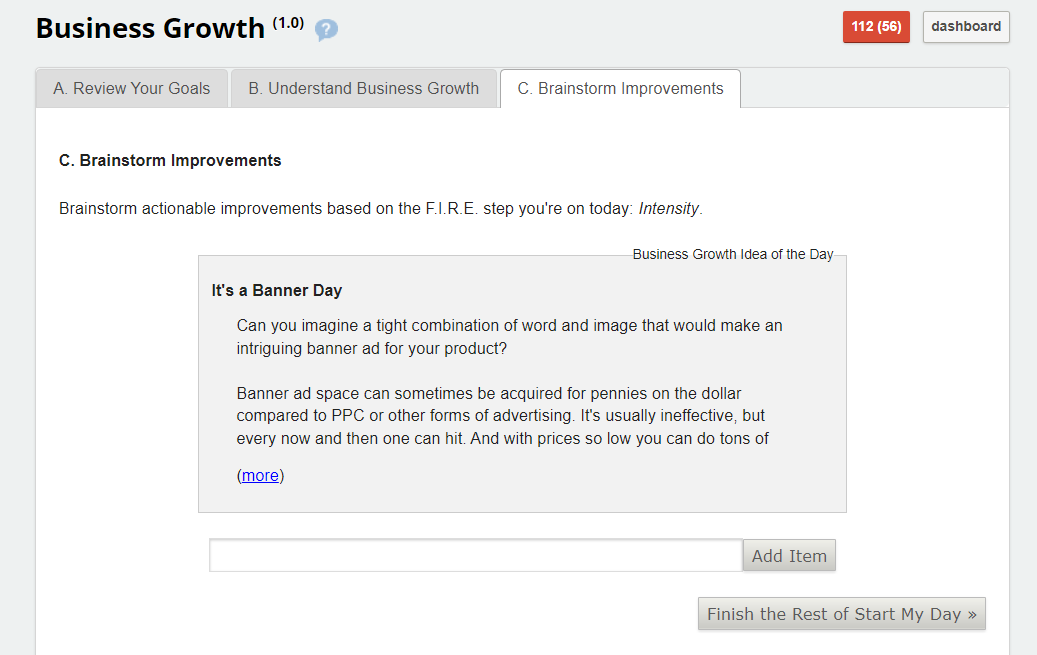 Business Growth (1.0) ?
112 (56)
dashboard
A. Review Your Goals
B. Understand Business Growth
C. Brainstorm Improvements
C. Brainstorm Improvements
Brainstorm actionable improvements based on the F.I.R.E. step you're on today: Intensity.
Business Growth Idea of the Day
It's a Banner Day
Can you imagine a tight combination of word and image that would make an
intriguing banner ad for your product?
Banner ad space can sometimes be acquired for pennies on the dollar
compared to PPC or other forms of advertising. It's usually ineffective, but
every now and then one can hit. And with prices so low you can do tons of
(more)
Add Item
Finish the Rest of Start My Day »